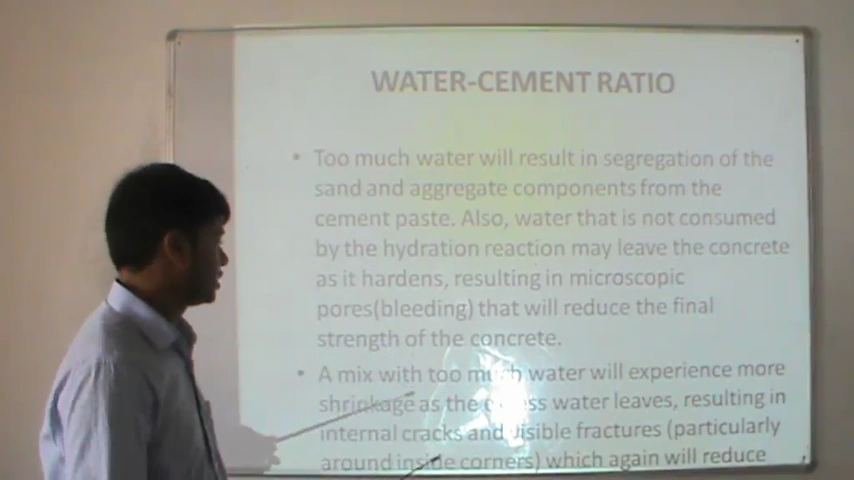 WATER-CEMENT RATIO
• Too much water will result in segregation of the
sand and aggregate components from the
cement paste. Also, water that is not consumed
by the hydration reaction may leave the concrete
as it hardens, resulting in microscopic
pores(bleeding) that will reduce the final
strength of the concrete.
• A mix with too much water will experience more
shrinkage as the excess water leaves, resulting in
internal cracks and visible fractures (particularly
around inside corners) which again will reduce